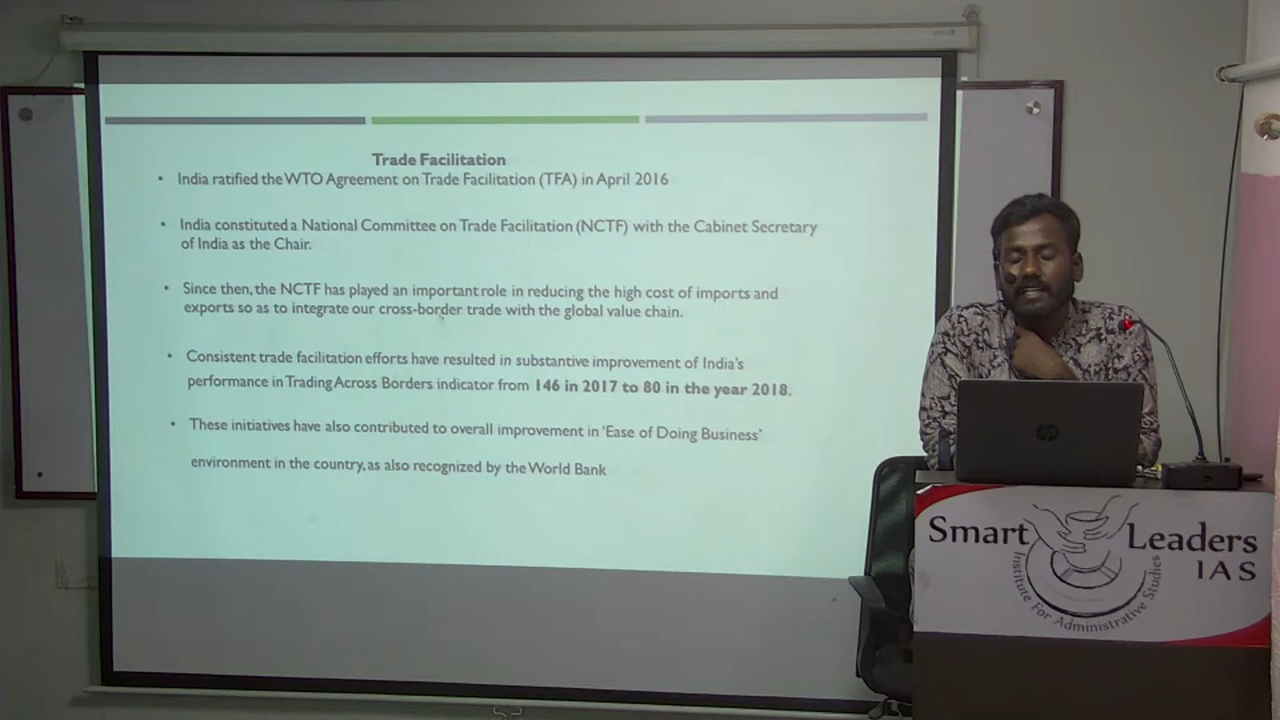 Trade Facilitation
• India ratified the WTO Agreement on Trade Facilitation (TFA) in April 2016
• India constituted a National Committee on Trade Facilitation (NCTF) with the Cabinet Secretary
of India as the Chair.
• Since then, the NCTF has played an important role in reducing the high cost of imports and
exports so as to integrate our cross-border trade with the global value chain.
• Consistent trade facilitation efforts have resulted in substantive improvement of India's
performance in Trading Across Borders indicator from 146 in 2017 to 80 in the year 2018.
• These initiatives have also contributed to overall improvement in 'Ease of Doing Business'
environment in the country, as also recognized by the World Bank
hp
Smart Leaders
IAS
Institute For Administrative Studies